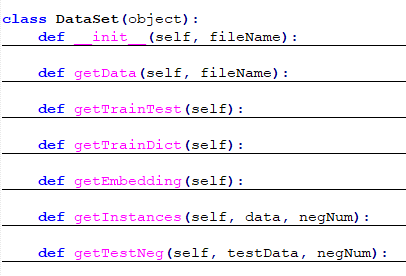 class DataSet(object):
def __init__(self, fileName):
def getData(self, fileName):
def getTrainTest(self):
def getTrainDict(self):
def getEmbedding(self):
def getInstances(self, data, negNum):
def getTestNeg(self, testData, negNum):